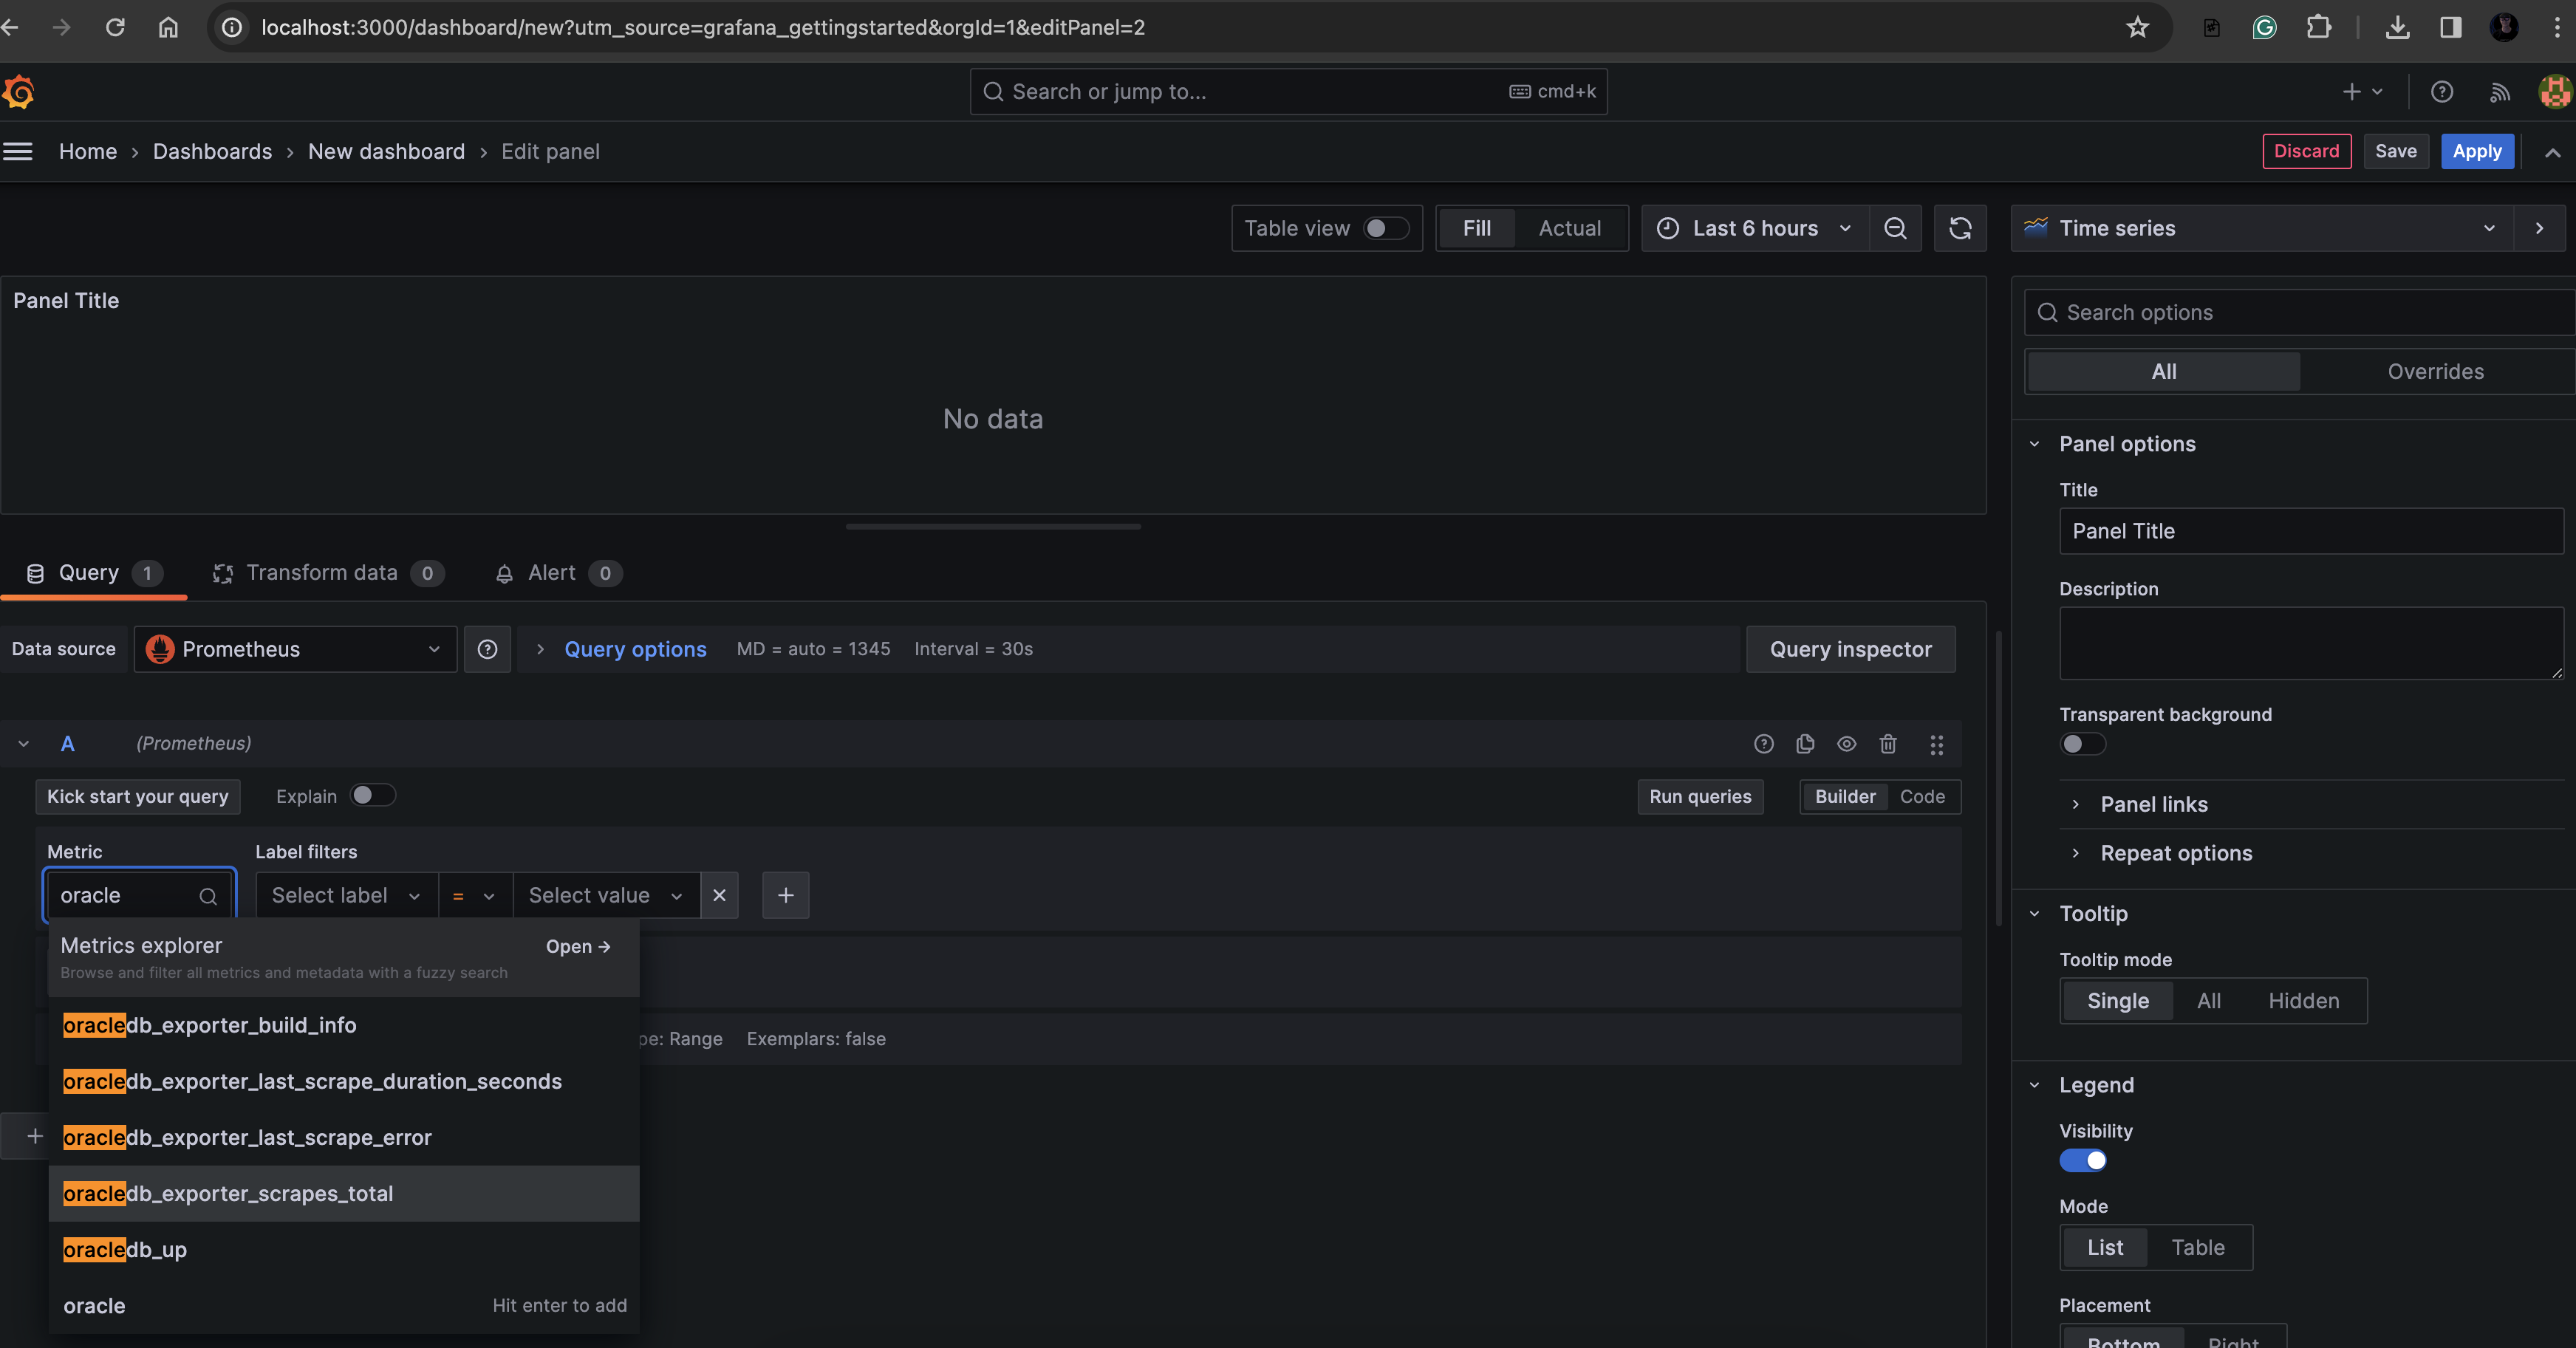 localhost:3000/dashboard/new?utm_source=grafana_gettingstarted&orgId=1&editPanel=2
Search or jump to... cmd+k
Home › Dashboards › New dashboard › Edit panel
Discard Save Apply
Table view Fill Actual Last 6 hours Time series
Panel Title
No data
Search options
All Overrides
Panel options
Title
Panel Title
Description
Transparent background
Panel links
Repeat options
Tooltip
Tooltip mode
Single All Hidden
Legend
Visibility
Mode
List Table
Placement
Bottom Right
Query 1 Transform data 0 Alert 0
Data source Prometheus Query options MD = auto = 1345 Interval = 30s Query inspector
A (Prometheus)
Kick start your query Explain Run queries Builder Code
Metric Label filters
oracle Select label = Select value
Metrics explorer Open →
Browse and filter all metrics and metadata with a fuzzy search
oracledb_exporter_build_info
pe: Range Exemplars: false
oracledb_exporter_last_scrape_duration_seconds
oracledb_exporter_last_scrape_error
oracledb_exporter_scrapes_total
oracledb_up
oracle Hit enter to add